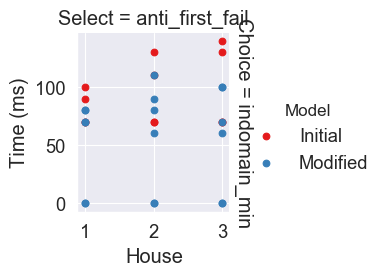 Select = anti_first_fail
Choice = indomain_min
Time (ms)
100
50
0
1 2 3
House
Model
Initial
Modified